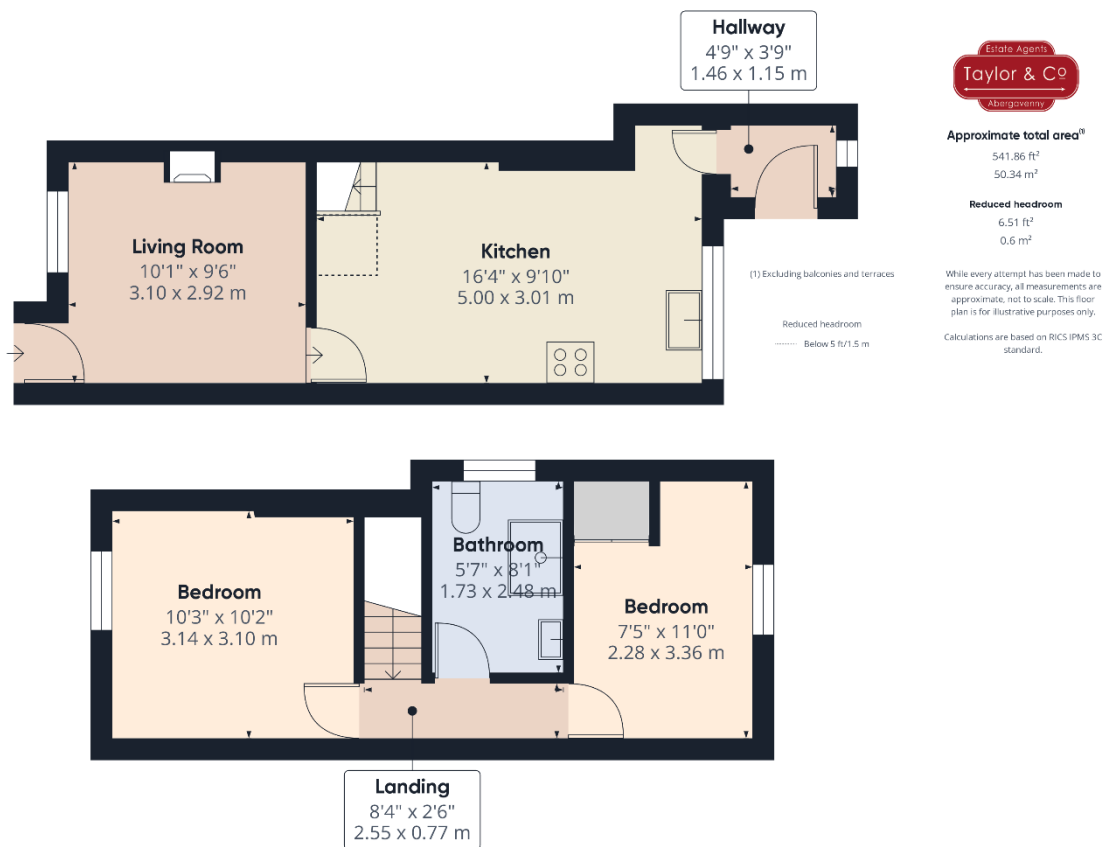 Hallway
4'9" x 3'9"
1.46 x 1.15 m
Living Room
10'1" x 9'6"
3.10 x 2.92 m
Kitchen
16'4" x 9'10"
5.00 x 3.01 m
Bedroom
10'3" x 10'2"
3.14 x 3.10 m
Bathroom
5'7" x 8'1"
1.73 x 2.48 m
Bedroom
7'5" x 11'0"
2.28 x 3.36 m
Landing
8'4" x 2'6"
2.55 x 0.77 m
(1) Excluding balconies and terraces
Reduced headroom
Below 5 ft/1.5 m
Estate Agents
Taylor & Co
Abergavenny
Approximate total area(1)
541.86 ft²
50.34 m²
Reduced headroom
6.51 ft²
0.6 m²
While every attempt has been made to
ensure accuracy, all measurements are
approximate, not to scale. This floor
plan is for illustrative purposes only.
Calculations are based on RICS IPMS 3C
standard.